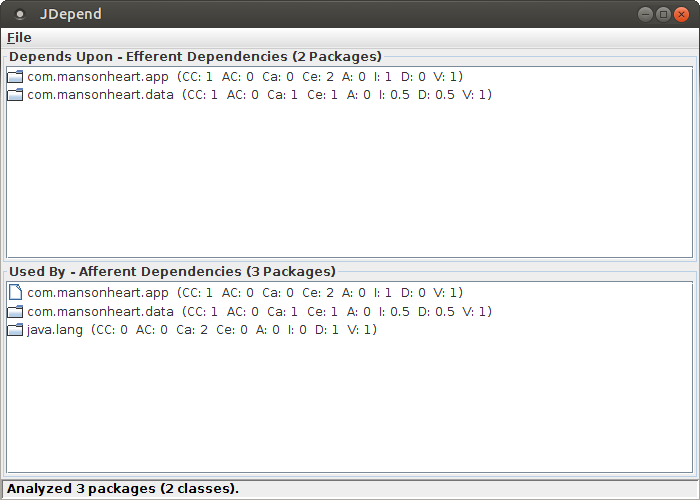 JDepend
File
Depends Upon - Efferent Dependencies (2 Packages)
com.mansonheart.app (CC: 1 AC: 0 Ca: 0 Ce: 2 A: 0 I: 1 D: 0 V: 1)
com.mansonheart.data (CC: 1 AC: 0 Ca: 1 Ce: 1 A: 0 I: 0.5 D: 0.5 V: 1)
Used By - Afferent Dependencies (3 Packages)
com.mansonheart.app (CC: 1 AC: 0 Ca: 0 Ce: 2 A: 0 I: 1 D: 0 V: 1)
com.mansonheart.data (CC: 1 AC: 0 Ca: 1 Ce: 1 A: 0 I: 0.5 D: 0.5 V: 1)
java.lang (CC: 0 AC: 0 Ca: 2 Ce: 0 A: 0 I: 0 D: 1 V: 1)
Analyzed 3 packages (2 classes).